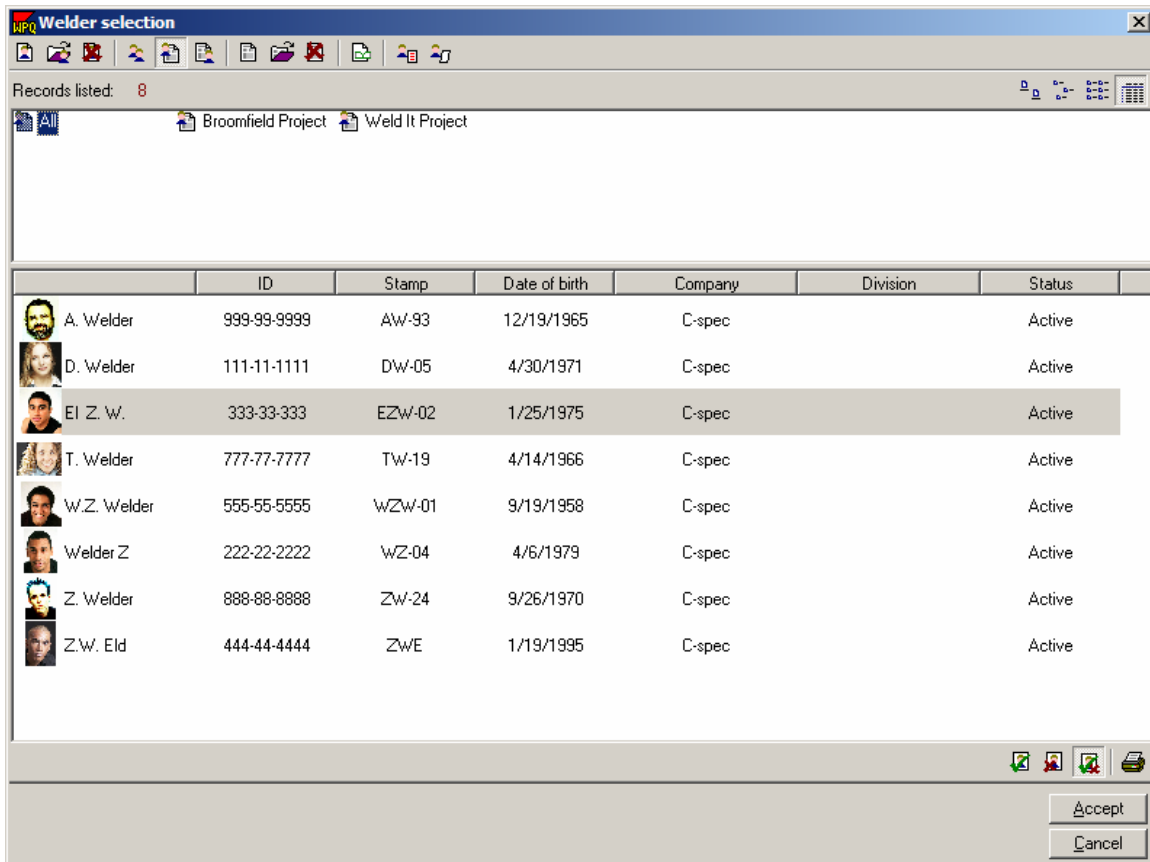 WPQ Welder selection
Records listed: 8
All Broomfield Project Weld It Project
ID Stamp Date of birth Company Division Status
A. Welder 999-99-9999 AW-93 12/19/1965 C-spec Active
D. Welder 111-11-1111 DW-05 4/30/1971 C-spec Active
El Z. W. 333-33-333 EZW-02 1/25/1975 C-spec Active
T. Welder 777-77-7777 TW-19 4/14/1966 C-spec Active
W.Z. Welder 555-55-5555 WZW-01 9/19/1958 C-spec Active
Welder Z 222-22-2222 WZ-04 4/6/1979 C-spec Active
Z. Welder 888-88-8888 ZW-24 9/26/1970 C-spec Active
Z.W. Eld 444-44-4444 ZWE 1/19/1995 C-spec Active
Accept
Cancel